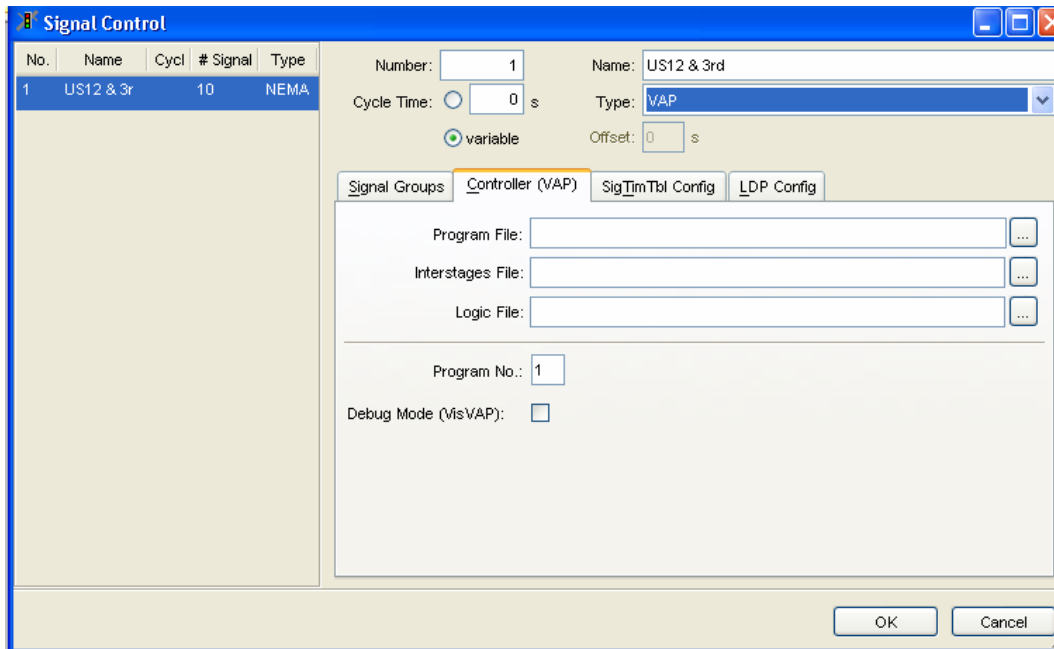 Signal Control
No. Name Cycl # Signal Type
1 US12 & 3r 10 NEMA
Number: 1 Name: US12 & 3rd
Cycle Time: 0 s Type: VAP
variable Offset: 0 s
Signal Groups Controller (VAP) SigTimTbl Config LDP Config
Program File: ...
Interstages File: ...
Logic File: ...
Program No.: 1
Debug Mode (VisVAP):
OK Cancel